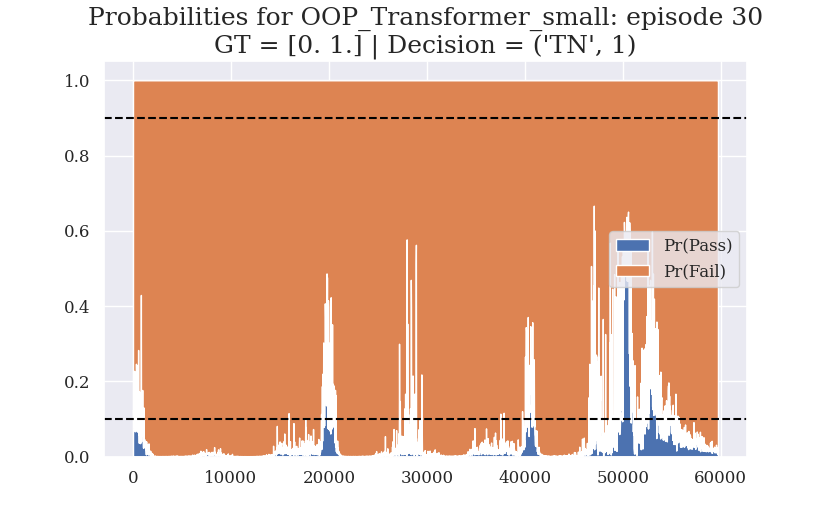 Probabilities for OOP_Transformer_small: episode 30
GT = [0. 1.] | Decision = ('TN', 1)
1.0
0.8
0.6
0.4
0.2
0.0
Pr(Pass)
Pr(Fail)
0 10000 20000 30000 40000 50000 60000